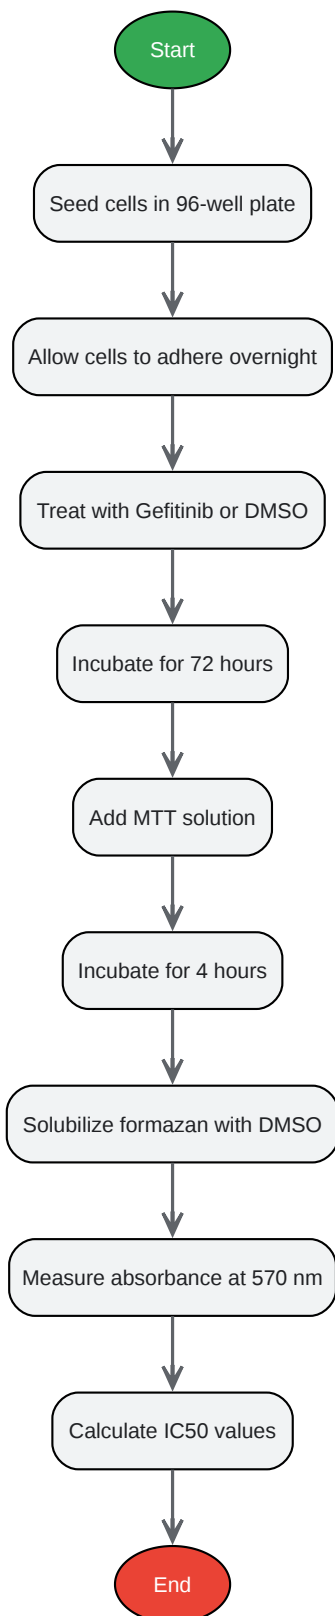 Start
Seed cells in 96-well plate
Allow cells to adhere overnight
Treat with Gefitinib or DMSO
Incubate for 72 hours
Add MTT solution
Incubate for 4 hours
Solubilize formazan with DMSO
Measure absorbance at 570 nm
Calculate IC50 values
End